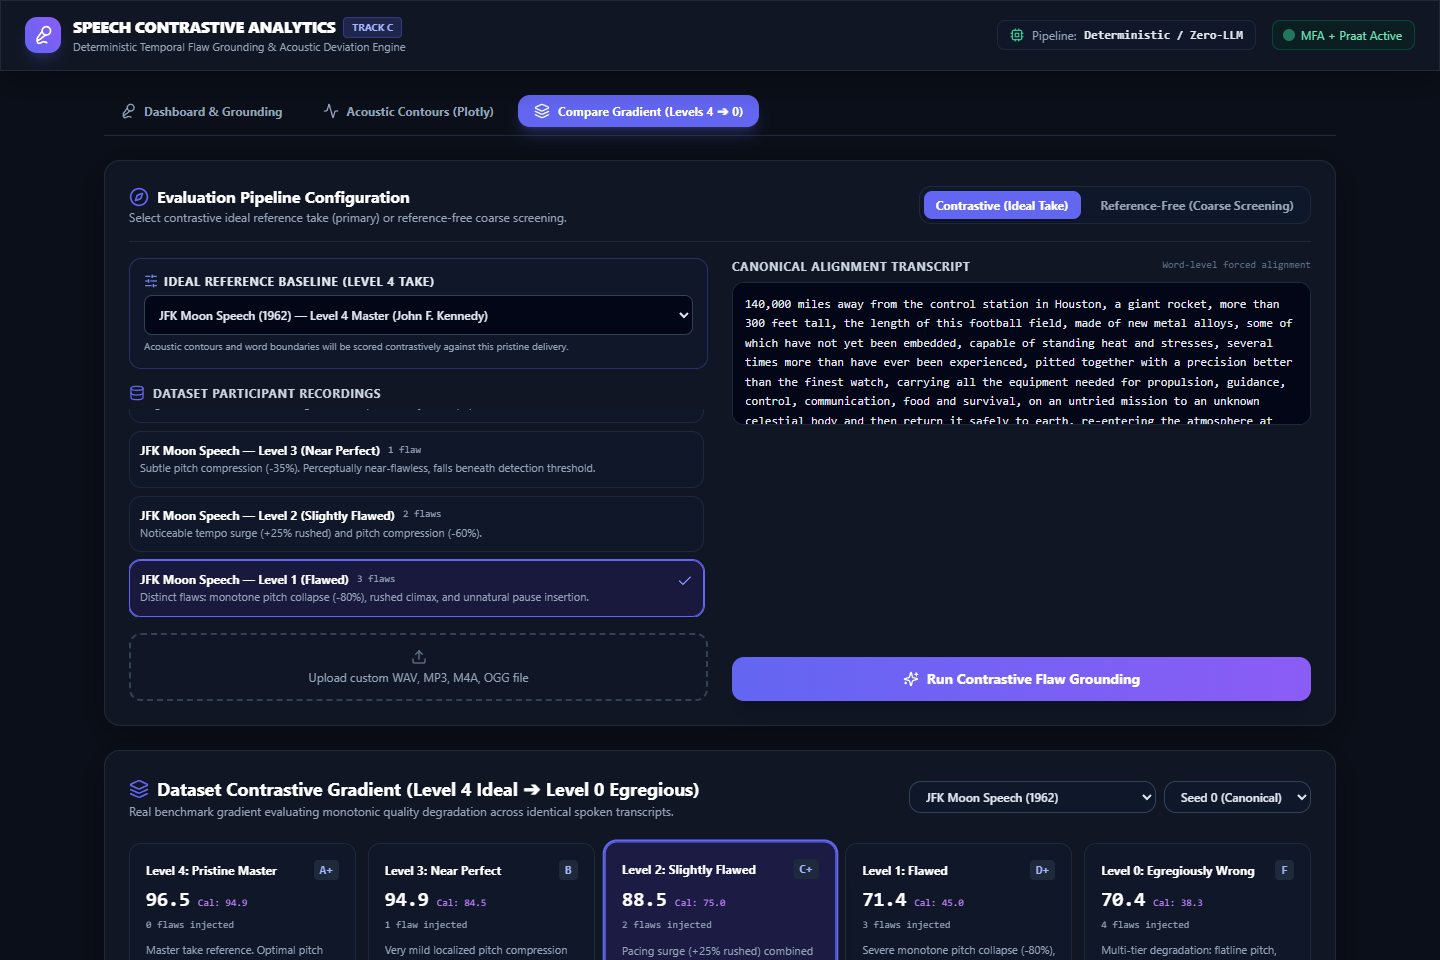 SPEECH CONTRASTIVE ANALYTICS TRACK C
Deterministic Temporal Flaw Grounding & Acoustic Deviation Engine
Pipeline: Deterministic / Zero-LLM
MFA + Praat Active
Dashboard & Grounding
Acoustic Contours (Plotly)
Compare Gradient (Levels 4 ➔ 0)
Evaluation Pipeline Configuration
Select contrastive ideal reference take (primary) or reference-free coarse screening.
Contrastive (Ideal Take)
Reference-Free (Coarse Screening)
IDEAL REFERENCE BASELINE (LEVEL 4 TAKE)
JFK Moon Speech (1962) — Level 4 Master (John F. Kennedy)
Acoustic contours and word boundaries will be scored contrastively against this pristine delivery.
DATASET PARTICIPANT RECORDINGS
JFK Moon Speech — Level 3 (Near Perfect) 1 flaw
Subtle pitch compression (-35%). Perceptually near-flawless, falls beneath detection threshold.
JFK Moon Speech — Level 2 (Slightly Flawed) 2 flaws
Noticeable tempo surge (+25% rushed) and pitch compression (-60%).
JFK Moon Speech — Level 1 (Flawed) 3 flaws
Distinct flaws: monotone pitch collapse (-80%), rushed climax, and unnatural pause insertion.
Upload custom WAV, MP3, M4A, OGG file
CANONICAL ALIGNMENT TRANSCRIPT
Word-level forced alignment
140,000 miles away from the control station in Houston, a giant rocket, more than
300 feet tall, the length of this football field, made of new metal alloys, some of
which have not yet been embedded, capable of standing heat and stresses, several
times more than have ever been experienced, pitted together with a precision better
than the finest watch, carrying all the equipment needed for propulsion, guidance,
control, communication, food and survival, on an untried mission to an unknown
celestial body and then return it safely to earth, re-entering the atmosphere at
Run Contrastive Flaw Grounding
Dataset Contrastive Gradient (Level 4 Ideal ➔ Level 0 Egregious)
Real benchmark gradient evaluating monotonic quality degradation across identical spoken transcripts.
JFK Moon Speech (1962)
Seed 0 (Canonical)
Level 4: Pristine Master A+
96.5 Cal: 94.9
0 flaws injected
Master take reference. Optimal pitch
Level 3: Near Perfect B
94.9 Cal: 84.5
1 flaw injected
Very mild localized pitch compression
Level 2: Slightly Flawed C+
88.5 Cal: 75.0
2 flaws injected
Pacing surge (+25% rushed) combined
Level 1: Flawed D+
71.4 Cal: 45.0
3 flaws injected
Severe monotone pitch collapse (-80%),
Level 0: Egregiously Wrong F
70.4 Cal: 38.3
4 flaws injected
Multi-tier degradation: flatline pitch,